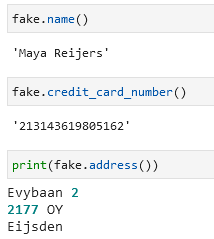 fake.name()
'Maya Reijers'
fake.credit_card_number()
'213143619805162'
print(fake.address())
Evybaan 2
2177 OY
Eijsden